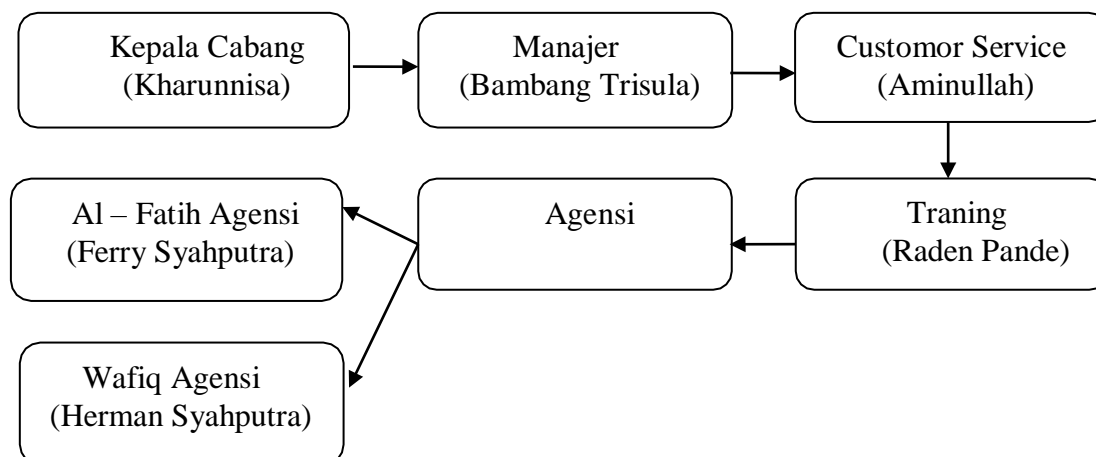 Kepala Cabang
(Kharunnisa)
Manajer
(Bambang Trisula)
Customor Service
(Aminullah)
Traning
(Raden Pande)
Agensi
Al – Fatih Agensi
(Ferry Syahputra)
Wafiq Agensi
(Herman Syahputra)